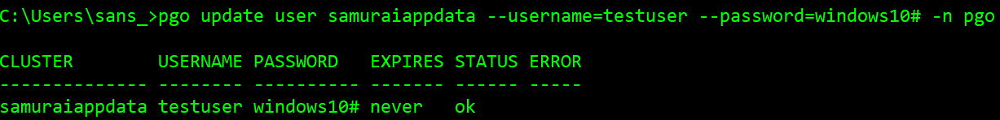 C:\Users\sans_>pgo update user samuraiappdata --username=testuser --password=windows10# -n pgo
CLUSTER        USERNAME PASSWORD   EXPIRES STATUS ERROR
-------------- -------- ---------- ------- ------ -----
samuraiappdata testuser windows10# never   ok